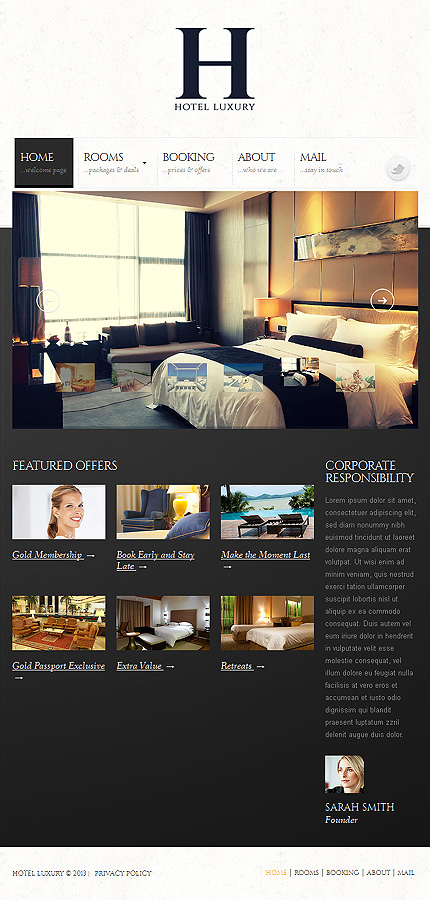 H
HOTEL LUXURY
HOME
...welcome page
ROOMS
...packages & deals
BOOKING
...prices & offers
ABOUT
...who we are
MAIL
...stay in touch
FEATURED OFFERS
Gold Membership →
Book Early and Stay
Late →
Make the Moment Last
→
Gold Passport Exclusive
→
Extra Value →
Retreats →
CORPORATE
RESPONSIBILITY
Lorem ipsum dolor sit amet,
consectetuer adipiscing elit,
sed diam nonummy nibh
euismod tincidunt ut laoreet
dolore magna aliquam erat
volutpat. Ut wisi enim ad
minim veniam, quis nostrud
exerci tation ullamcorper
suscipit lobortis nisl ut
aliquip ex ea commodo
consequat. Duis autem vel
eum iriure dolor in hendrerit
in vulputate velit esse
molestie consequat, vel
illum dolore eu feugiat nulla
facilisis at vero eros et
accumsan et iusto odio
dignissim qui blandit
praesent luptatum zzril
delenit augue duis dolor.
SARAH SMITH
Founder
HOTEL LUXURY © 2013 | PRIVACY POLICY
HOME | ROOMS | BOOKING | ABOUT | MAIL